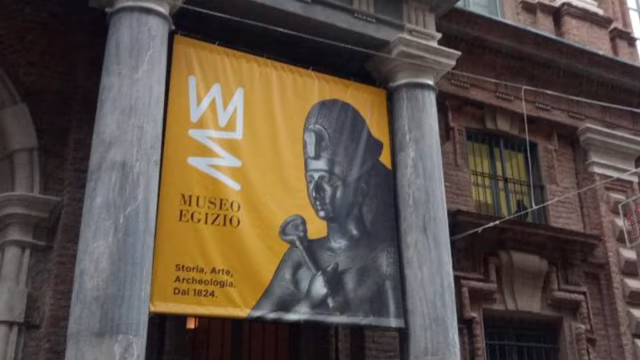 MUSEO
EGIZIO
Storia, Arte,
Archeologia.
Dal 1824.